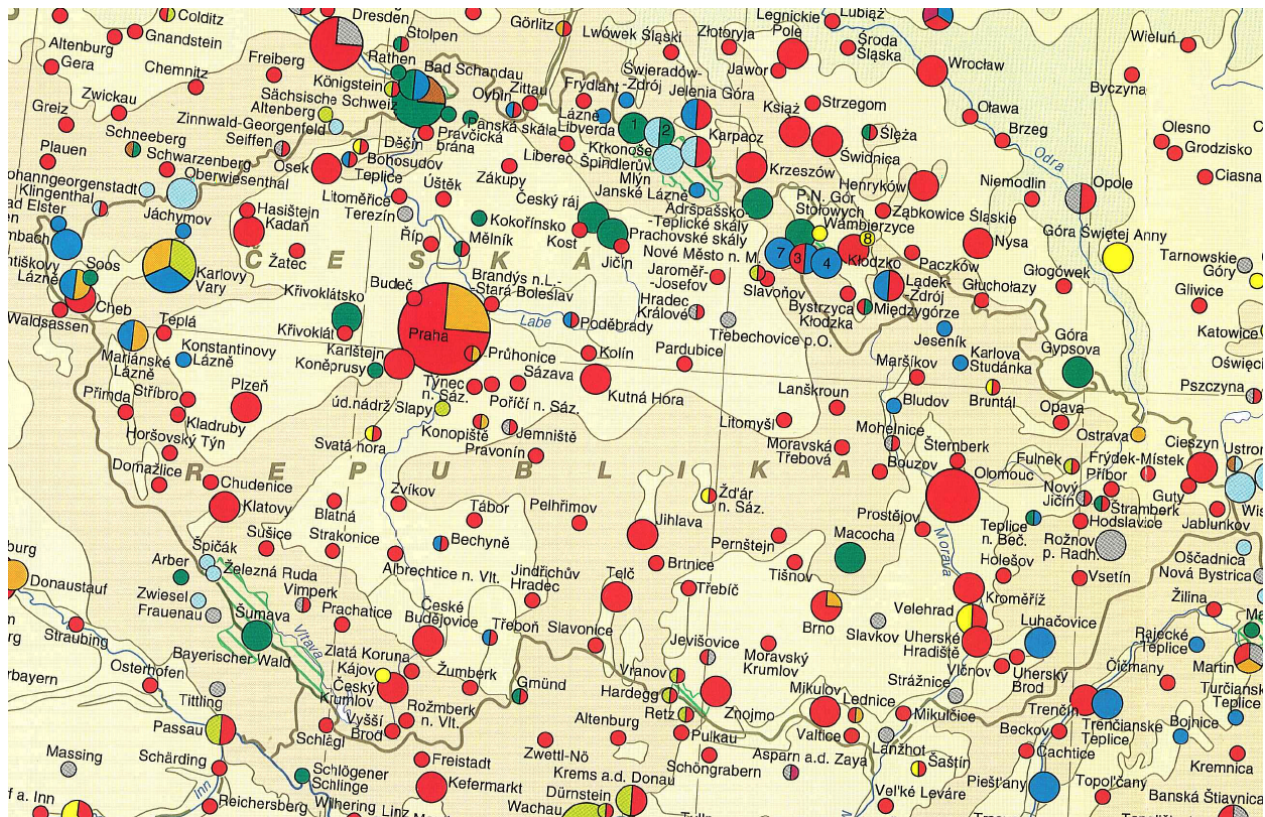 Dresden
Colditz
Görlitz
Legnickie
Pole
Lubiąż
Altenburg
Gnandstein
Stolpen
Lwówek Śląski
Złotoryja
Środa
Śląska
Wieluń
Gera
Chemnitz
Freiberg
Rathen
Bad Schandau
Świeradów-
-Zdrój
Jawor
Wrocław
Byczyna
Königstein
Sächsische Schweiz
Oybin
Zittau
Frýdlant
Jelenia Góra
Książ
Strzegom
Oława
Greiz
Zwickau
Altenberg
Lázně
Libverda
1
2
Karpacz
Ślęża
Brzeg
Olesno
Schneeberg
Zinnwald-Georgenfeld
Seiffen
Děčín
Pravčická
brána
Panská skála
Krkonoše
Świdnica
Grodzisko
Plauen
Schwarzenberg
Oberwiesenthal
Osek
Bohosudov
Teplice
Liberec
Špindlerův
Mlýn
Krzeszów
Odra
Ciasna
Johanngeorgenstadt
Klingenthal
Litoměřice
Terezín
Úštěk
Zákupy
Janské Lázně
Henryków
Niemodlin
Opole
Jáchymov
Hasištejn
Kadaň
Český ráj
Adršpašsko-
-Teplické skály
P.N. Gór
Stołowych
Ząbkowice Śląskie
Kokořínsko
Prachovské skály
Wambierzyce
Góra Świętej Anny
Říp
Mělník
Kost
Nové Město n. M.
7
3
4
8
Kłodzko
Nysa
Soos
Karlovy
Vary
Žatec
ČESKÁ
Jičín
Jaroměř-
-Josefov
Paczków
Tarnowskie
Góry
Lázně
Cheb
Křivoklátsko
Budeč
Brandýs n.L.-
-Stará Boleslav
Slavoňov
Lądek-
-Zdrój
Głogówek
Głuchołazy
Gliwice
Waldsassen
Teplá
Křivoklát
Praha
Labe
Poděbrady
Hradec
Králové
Třebechovice p.O.
Bystrzyca
Kłodzka
Międzygórze
Katowice
Mariánské
Lázně
Konstantinovy
Lázně
Karlštejn
Koněprusy
Průhonice
Kolín
Pardubice
Jeseník
Góra
Gypsova
Přimda
Stříbro
Plzeň
Týnec
n. Sáz.
Sázava
Kutná Hora
Maršíkov
Karlova
Studánka
Pszczyna
Kladruby
úd.nádrž Slapy
Poříčí n. Sáz.
Lanškroun
Bludov
Bruntál
Opava
Horšovský Týn
Svatá hora
Konopiště
Jemniště
Litomyšl
Mohelnice
Ostrava
Cieszyn
Domažlice
Pravonín
Moravská
Třebová
Bouzov
Šternberk
Fulnek
Frýdek-Místek
REPUBLIKA
Chudenice
Olomouc
Nový
Jičín
Příbor
Guty
Klatovy
Blatná
Zvíkov
Tábor
Pelhřimov
Žďár
n. Sáz.
Štramberk
Jablunkov
Sušice
Strakonice
Bechyně
Jihlava
Prostějov
Teplice
n. Beč.
Hodslavice
Špičák
Pernštejn
Macocha
Morava
Rožnov
p. Radh.
Arber
Železná Ruda
Albrechtice n. Vlt.
Brtnice
Tišnov
Holešov
Oščadnica
Nová Bystrica
Donaustauf
Zwiesel
Vimperk
Jindřichův
Hradec
Telč
Třebíč
Vsetín
Frauenau
Prachatice
České
Budějovice
Kroměříž
Žilina
Straubing
Šumava
Vltava
Třeboň
Slavonice
Brno
Slavkov
Velehrad
Luhačovice
Bayerischer Wald
Zlatá Koruna
Jevišovice
Moravský
Krumlov
Uherské
Hradiště
Rajecké
Teplice
Osterhofen
Kájov
Žumberk
Vranov
Vlčnov
Uherský
Brod
Čičmany
Martin
Tittling
Český
Krumlov
Gmünd
Hardegg
Znojmo
Mikulov
Lednice
Strážnice
Turčianske
Teplice
Passau
Rožmberk
n. Vlt.
Altenburg
Retz
Mikulčice
Trenčín
Vyšší
Brod
Pulkau
Valtice
Trenčianske
Teplice
Bojnice
Massing
Schärding
Schlägl
Zwettl-Nö
Schöngrabern
Lanžhot
Beckov
Freistadt
Asparn a.d. Zaya
Šaštín
Čachtice
Kremnica
Inn
Schlögener
Schlinge
Kefermarkt
Krems a.d. Donau
Dürnstein
Piešťany
Topoľčany
Reichersberg
Wilhering
Linz
Wachau
Veľké Leváre
Banská Štiavnica